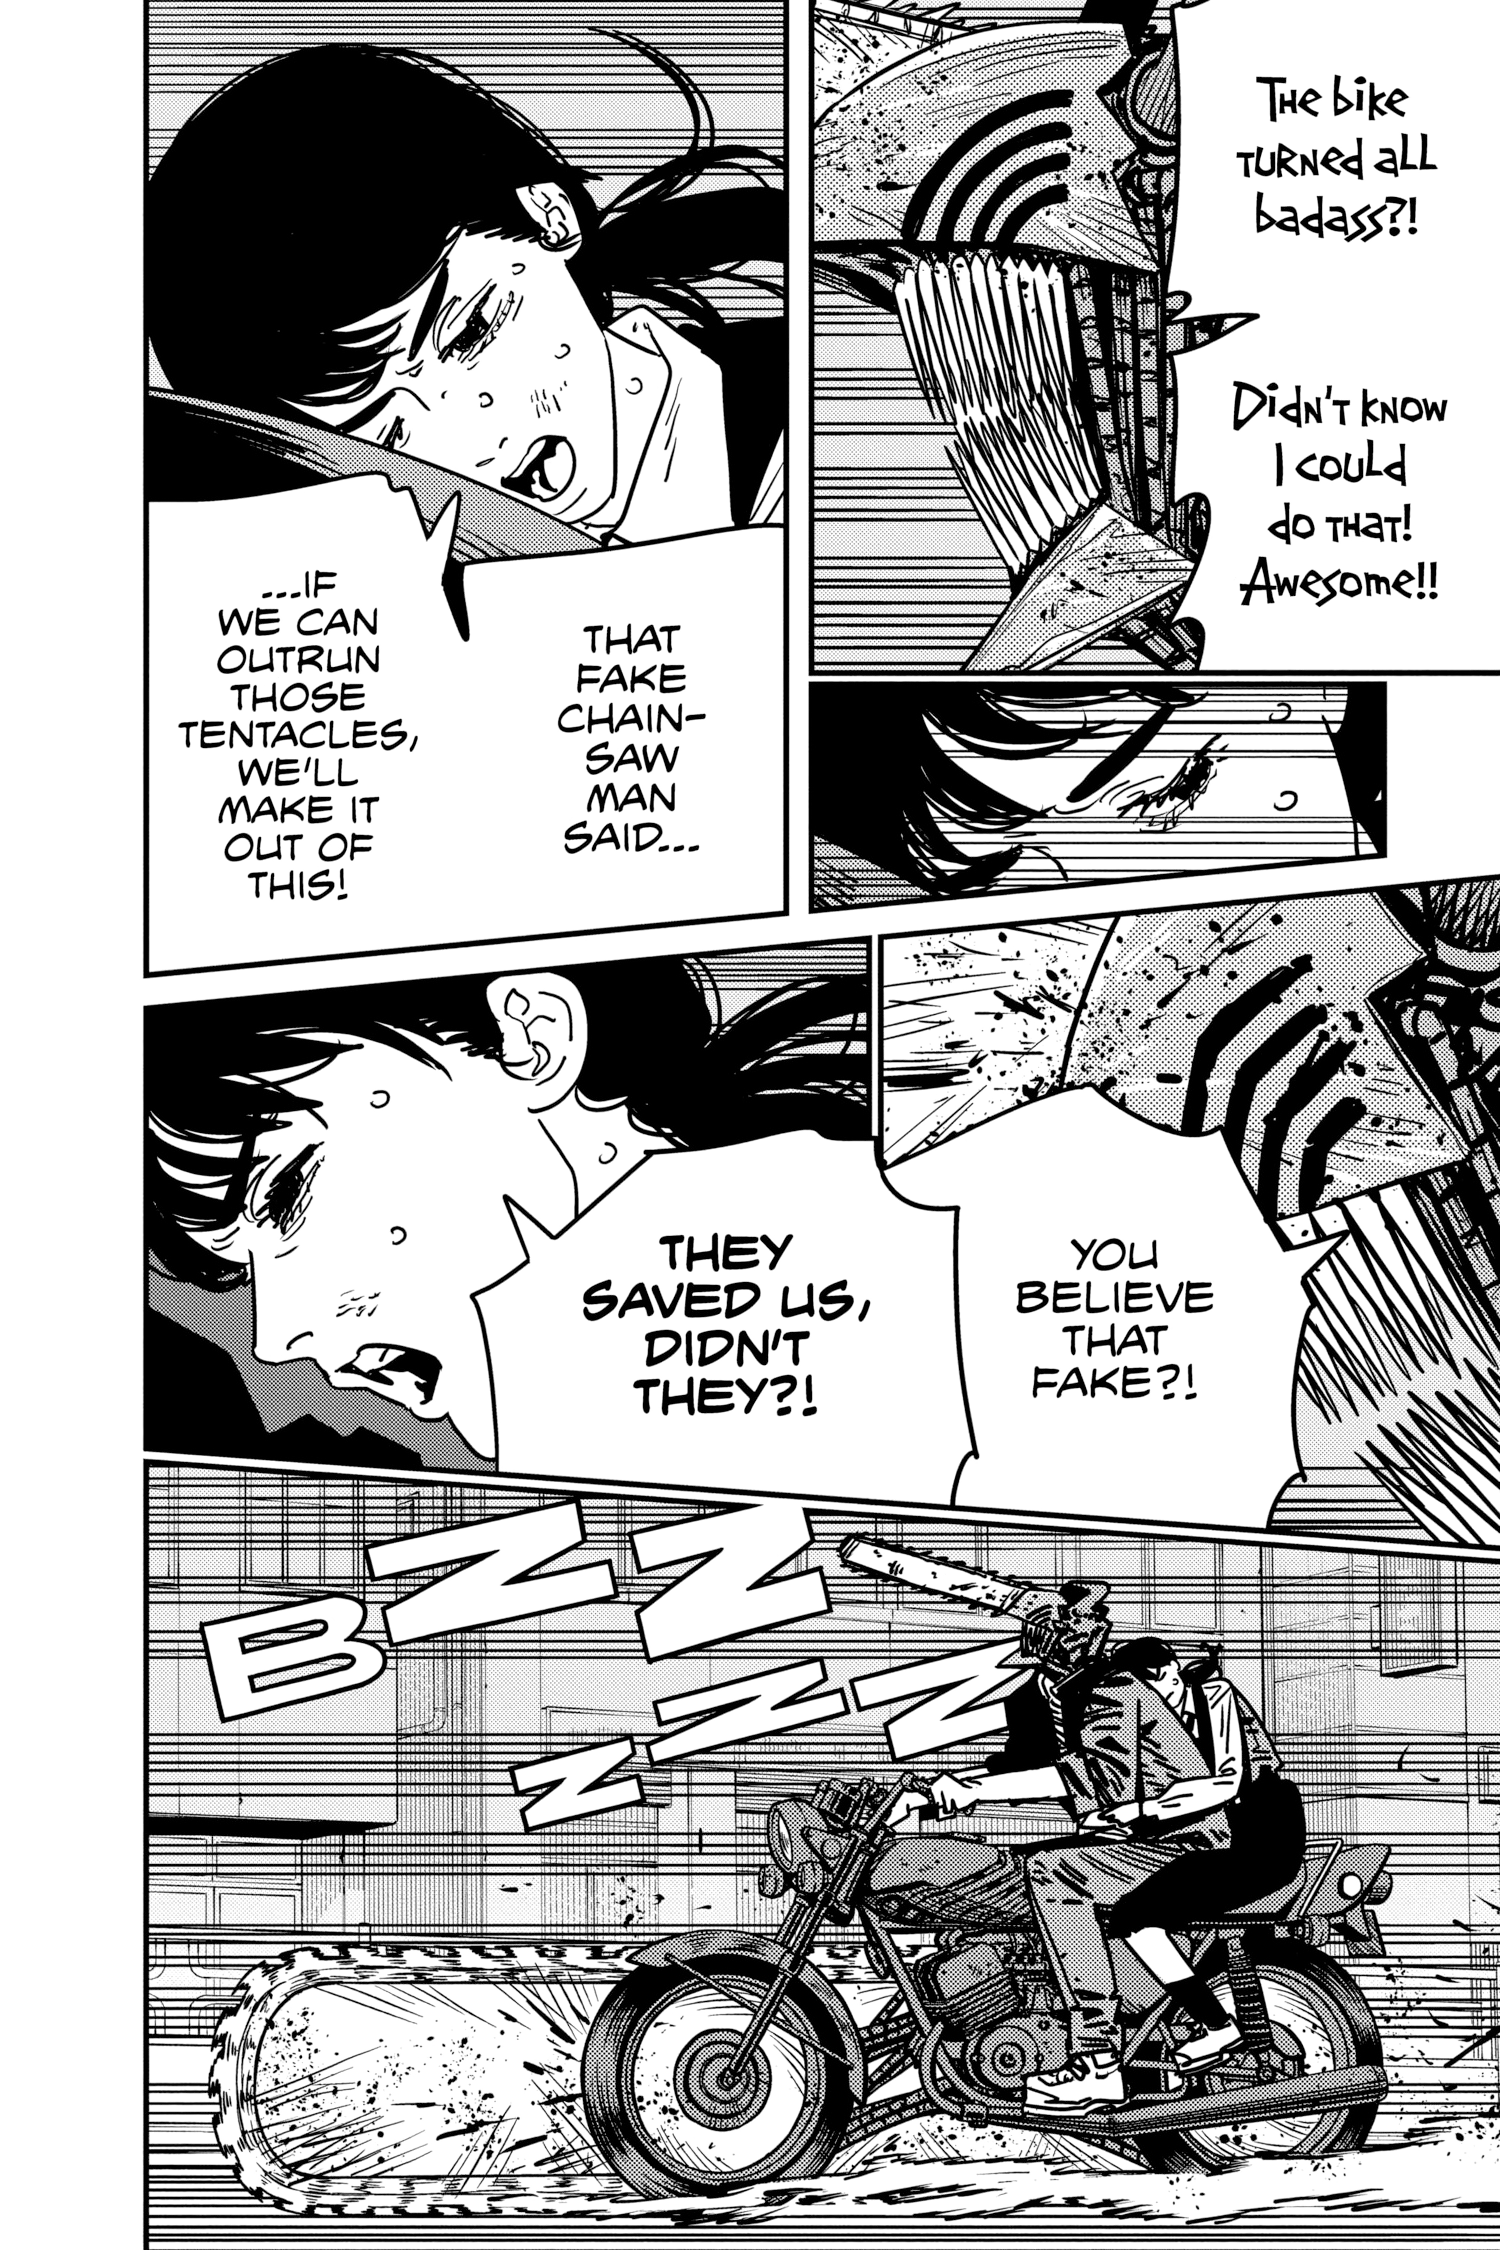 The bike
turned all
badass?!
Didn't know
I could
do that!
Awesome!!
THAT
FAKE
CHAIN-
SAW
MAN
SAID...
...IF
WE CAN
OUTRUN
THOSE
TENTACLES,
WE'LL
MAKE IT
OUT OF
THIS!
YOU
BELIEVE
THAT
FAKE?!
THEY
SAVED US,
DIDN'T
THEY?!
BZZZZZ